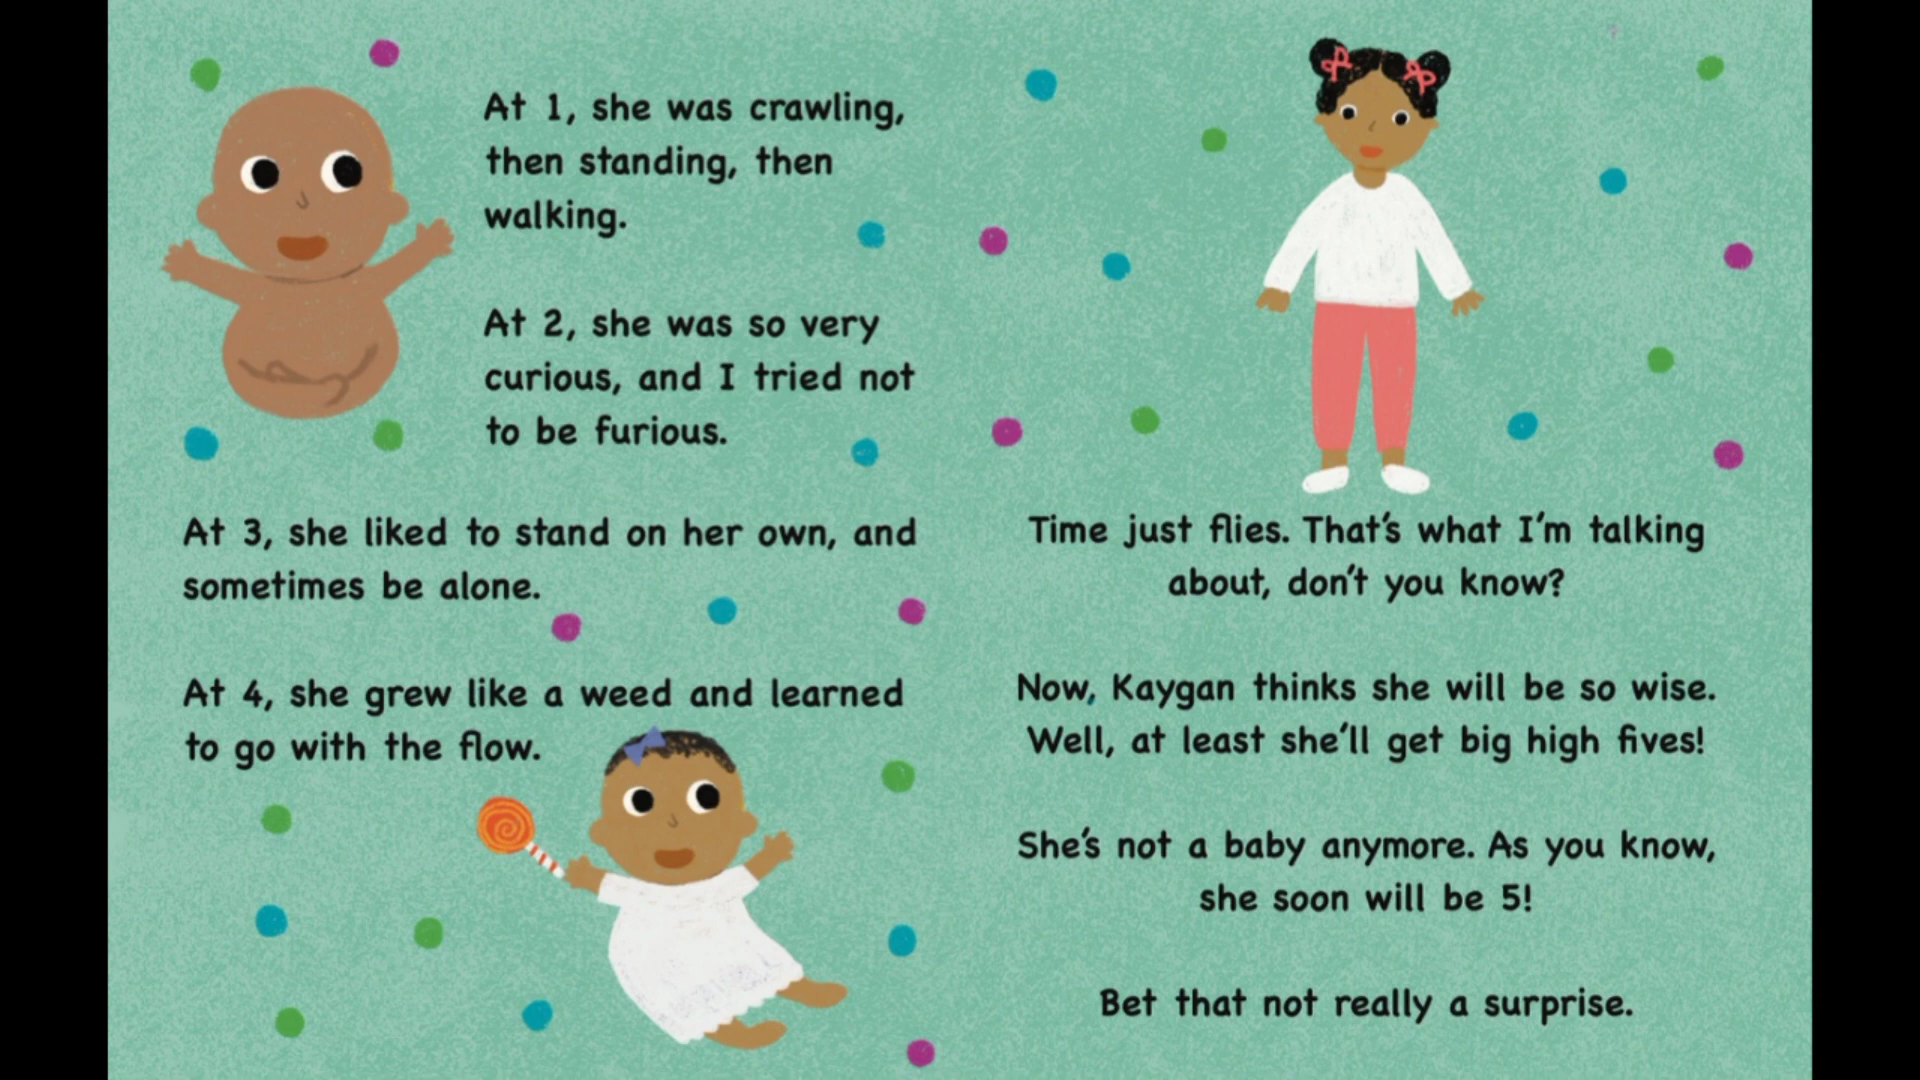 At 1, she was crawling,
then standing, then
walking.
At 2, she was so very
curious, and I tried not
to be furious.
At 3, she liked to stand on her own, and
sometimes be alone.
At 4, she grew like a weed and learned
to go with the flow.
Time just flies. That's what I'm talking
about, don't you know?
Now, Kaygan thinks she will be so wise.
Well, at least she'll get big high fives!
She's not a baby anymore. As you know,
she soon will be 5!
Bet that not really a surprise.